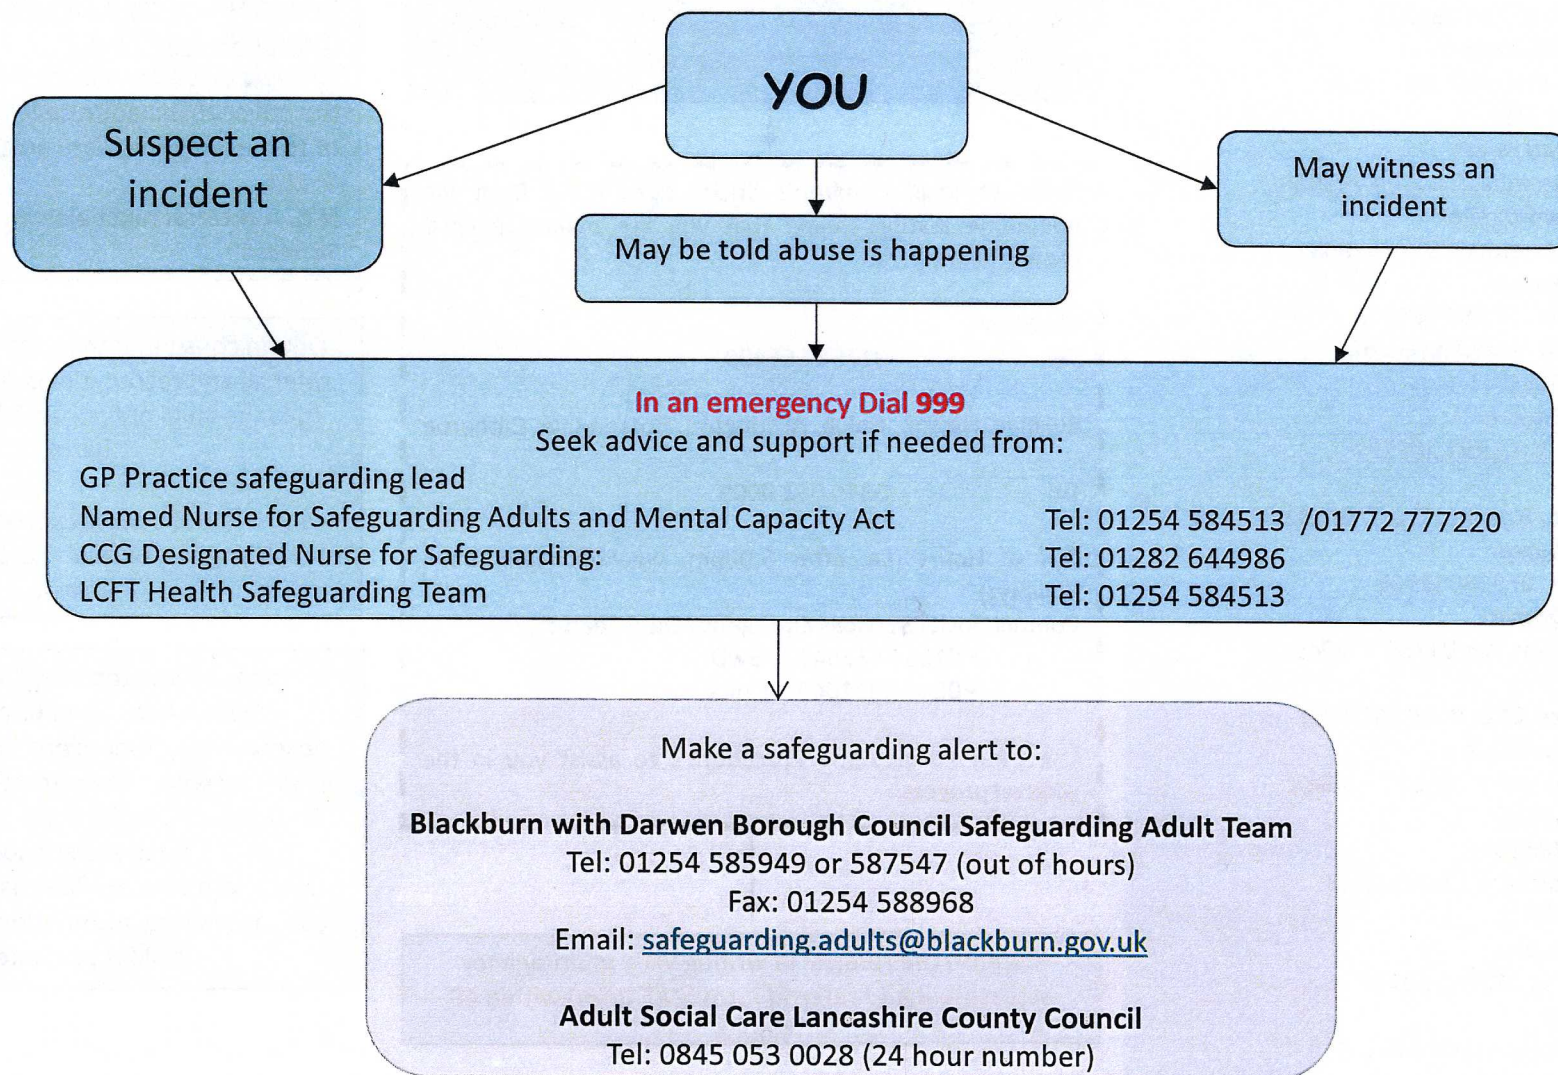 YOU
Suspect an
incident
May be told abuse is happening
May witness an
incident
In an emergency Dial 999
Seek advice and support if needed from:
GP Practice safeguarding lead
Named Nurse for Safeguarding Adults and Mental Capacity Act Tel: 01254 584513 /01772 777220
CCG Designated Nurse for Safeguarding: Tel: 01282 644986
LCFT Health Safeguarding Team Tel: 01254 584513
Make a safeguarding alert to:
Blackburn with Darwen Borough Council Safeguarding Adult Team
Tel: 01254 585949 or 587547 (out of hours)
Fax: 01254 588968
Email: safeguarding.adults@blackburn.gov.uk
Adult Social Care Lancashire County Council
Tel: 0845 053 0028 (24 hour number)